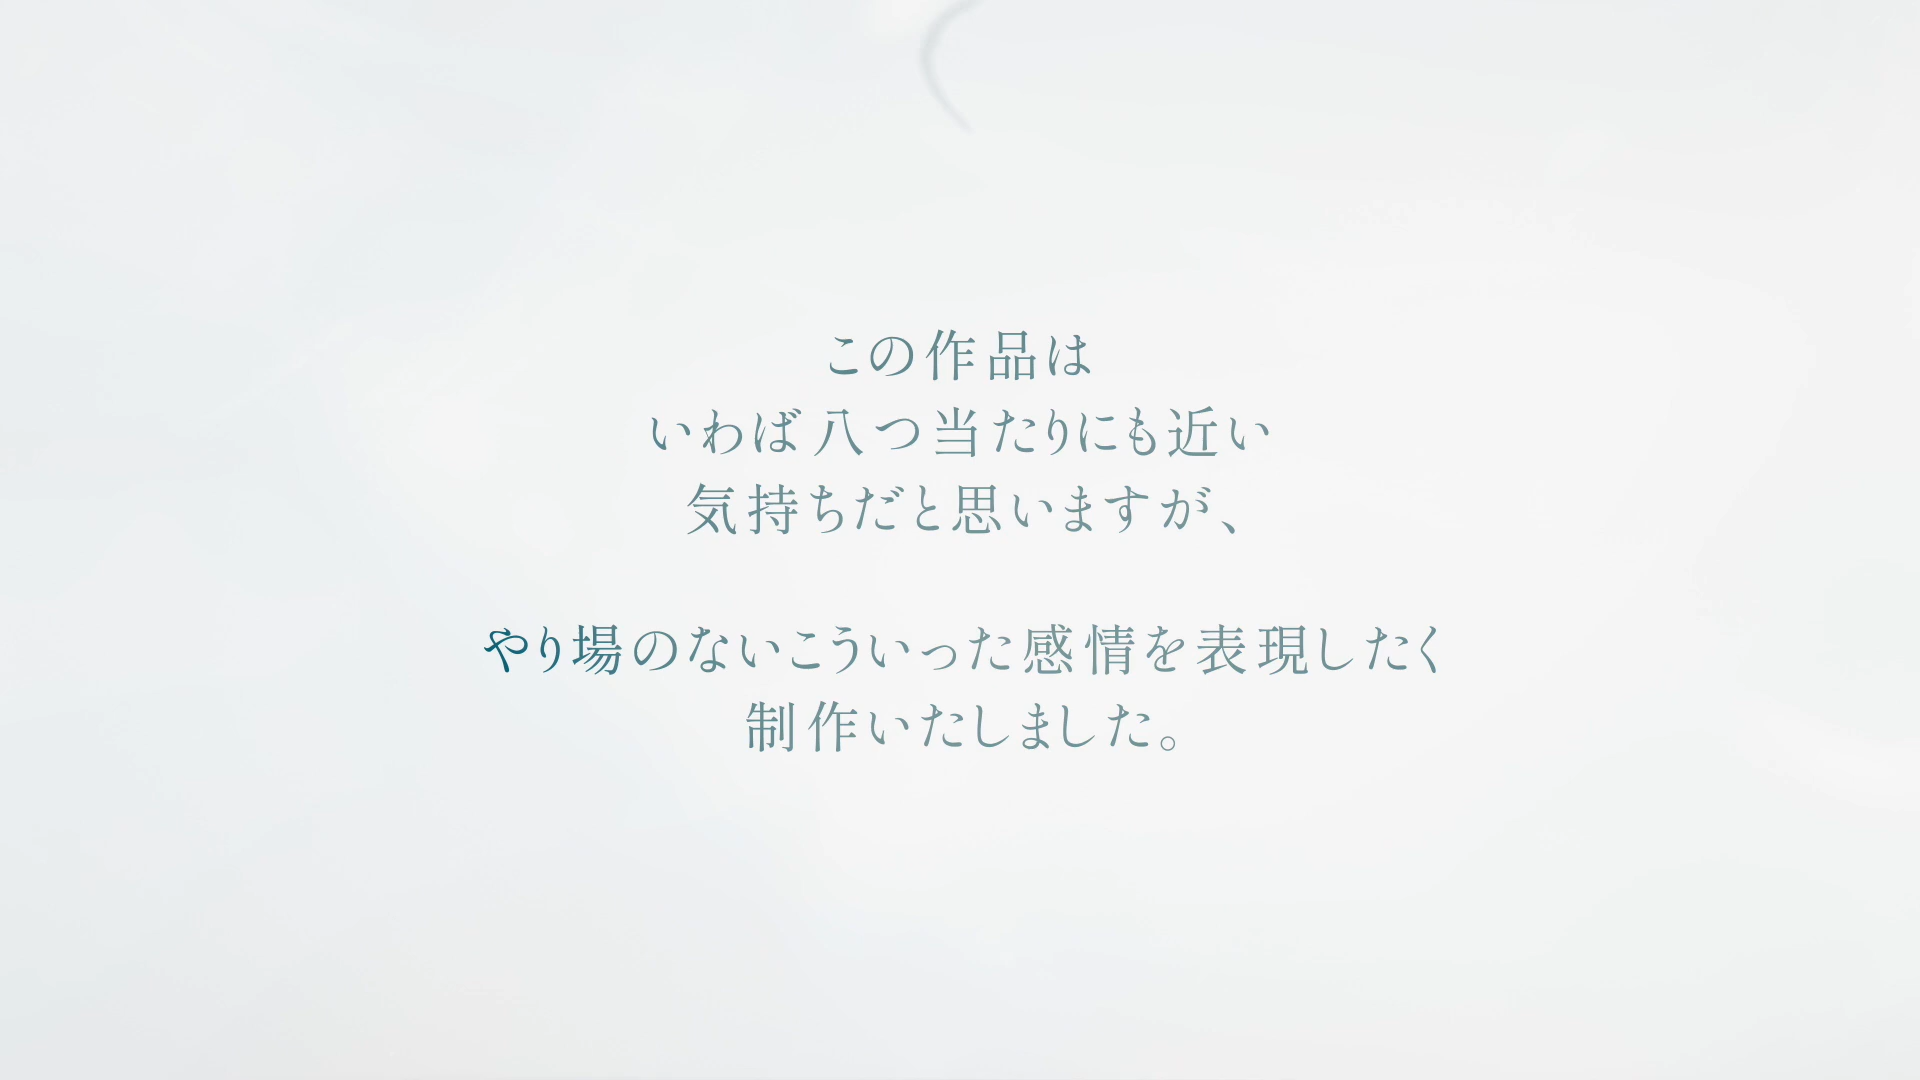 この作品は
いわば八つ当たりにも近い
気持ちだと思いますが、
やり場のないこういった感情を表現したく
制作いたしました。